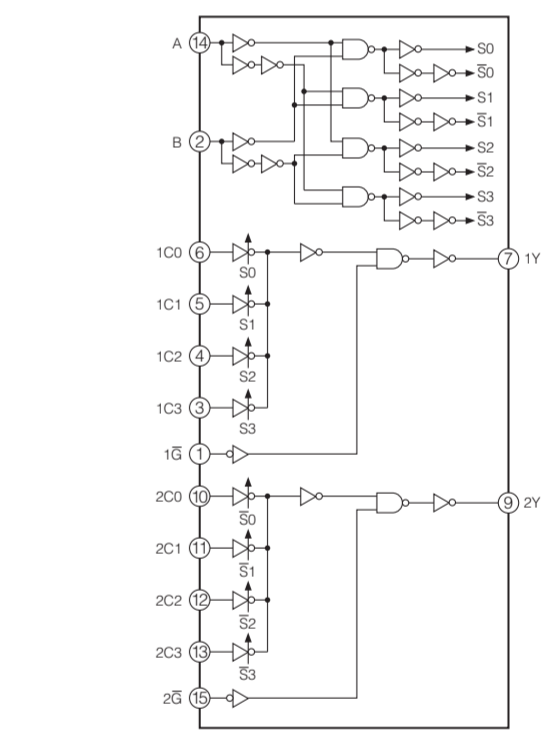 A 14 S0
S̅0
S1
S̅1
B 2 S2
S̅2
S3
S̅3
1C0 6 7 1Y
S0
1C1 5
S1
1C2 4
S2
1C3 3
S3
1G̅ 1
2C0 10 9 2Y
S̅0
2C1 11
S̅1
2C2 12
S̅2
2C3 13
S̅3
2G̅ 15